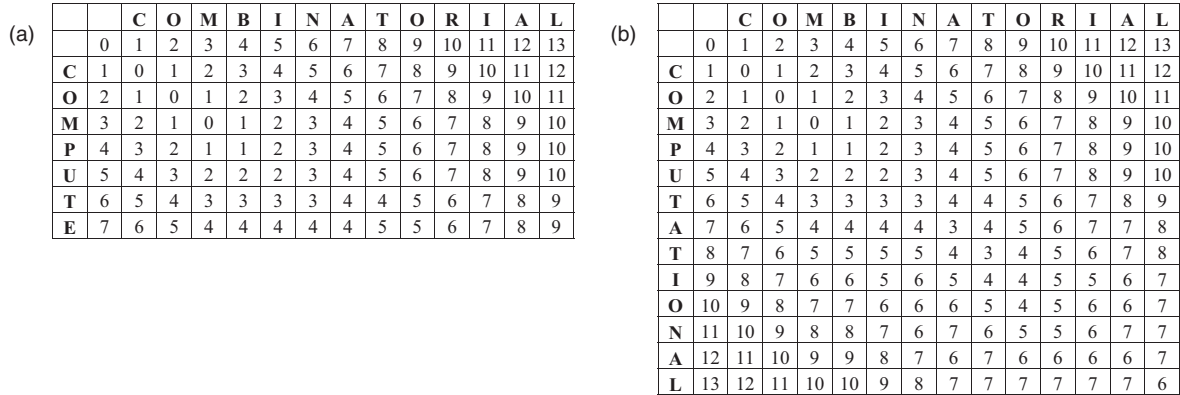 (a)
C O M B I N A T O R I A L
0 1 2 3 4 5 6 7 8 9 10 11 12 13
C 1 0 1 2 3 4 5 6 7 8 9 10 11 12
O 2 1 0 1 2 3 4 5 6 7 8 9 10 11
M 3 2 1 0 1 2 3 4 5 6 7 8 9 10
P 4 3 2 1 1 2 3 4 5 6 7 8 9 10
U 5 4 3 2 2 2 3 4 5 6 7 8 9 10
T 6 5 4 3 3 3 3 4 4 5 6 7 8 9
E 7 6 5 4 4 4 4 4 5 5 6 7 8 9
(b)
C O M B I N A T O R I A L
0 1 2 3 4 5 6 7 8 9 10 11 12 13
C 1 0 1 2 3 4 5 6 7 8 9 10 11 12
O 2 1 0 1 2 3 4 5 6 7 8 9 10 11
M 3 2 1 0 1 2 3 4 5 6 7 8 9 10
P 4 3 2 1 1 2 3 4 5 6 7 8 9 10
U 5 4 3 2 2 2 3 4 5 6 7 8 9 10
T 6 5 4 3 3 3 3 4 4 5 6 7 8 9
A 7 6 5 4 4 4 4 3 4 5 6 7 7 8
T 8 7 6 5 5 5 5 4 3 4 5 6 7 8
I 9 8 7 6 6 5 6 5 4 4 5 5 6 7
O 10 9 8 7 7 6 6 6 5 4 5 6 6 7
N 11 10 9 8 8 7 6 7 6 5 5 6 7 7
A 12 11 10 9 9 8 7 6 7 6 6 6 6 7
L 13 12 11 10 10 9 8 7 7 7 7 7 7 6